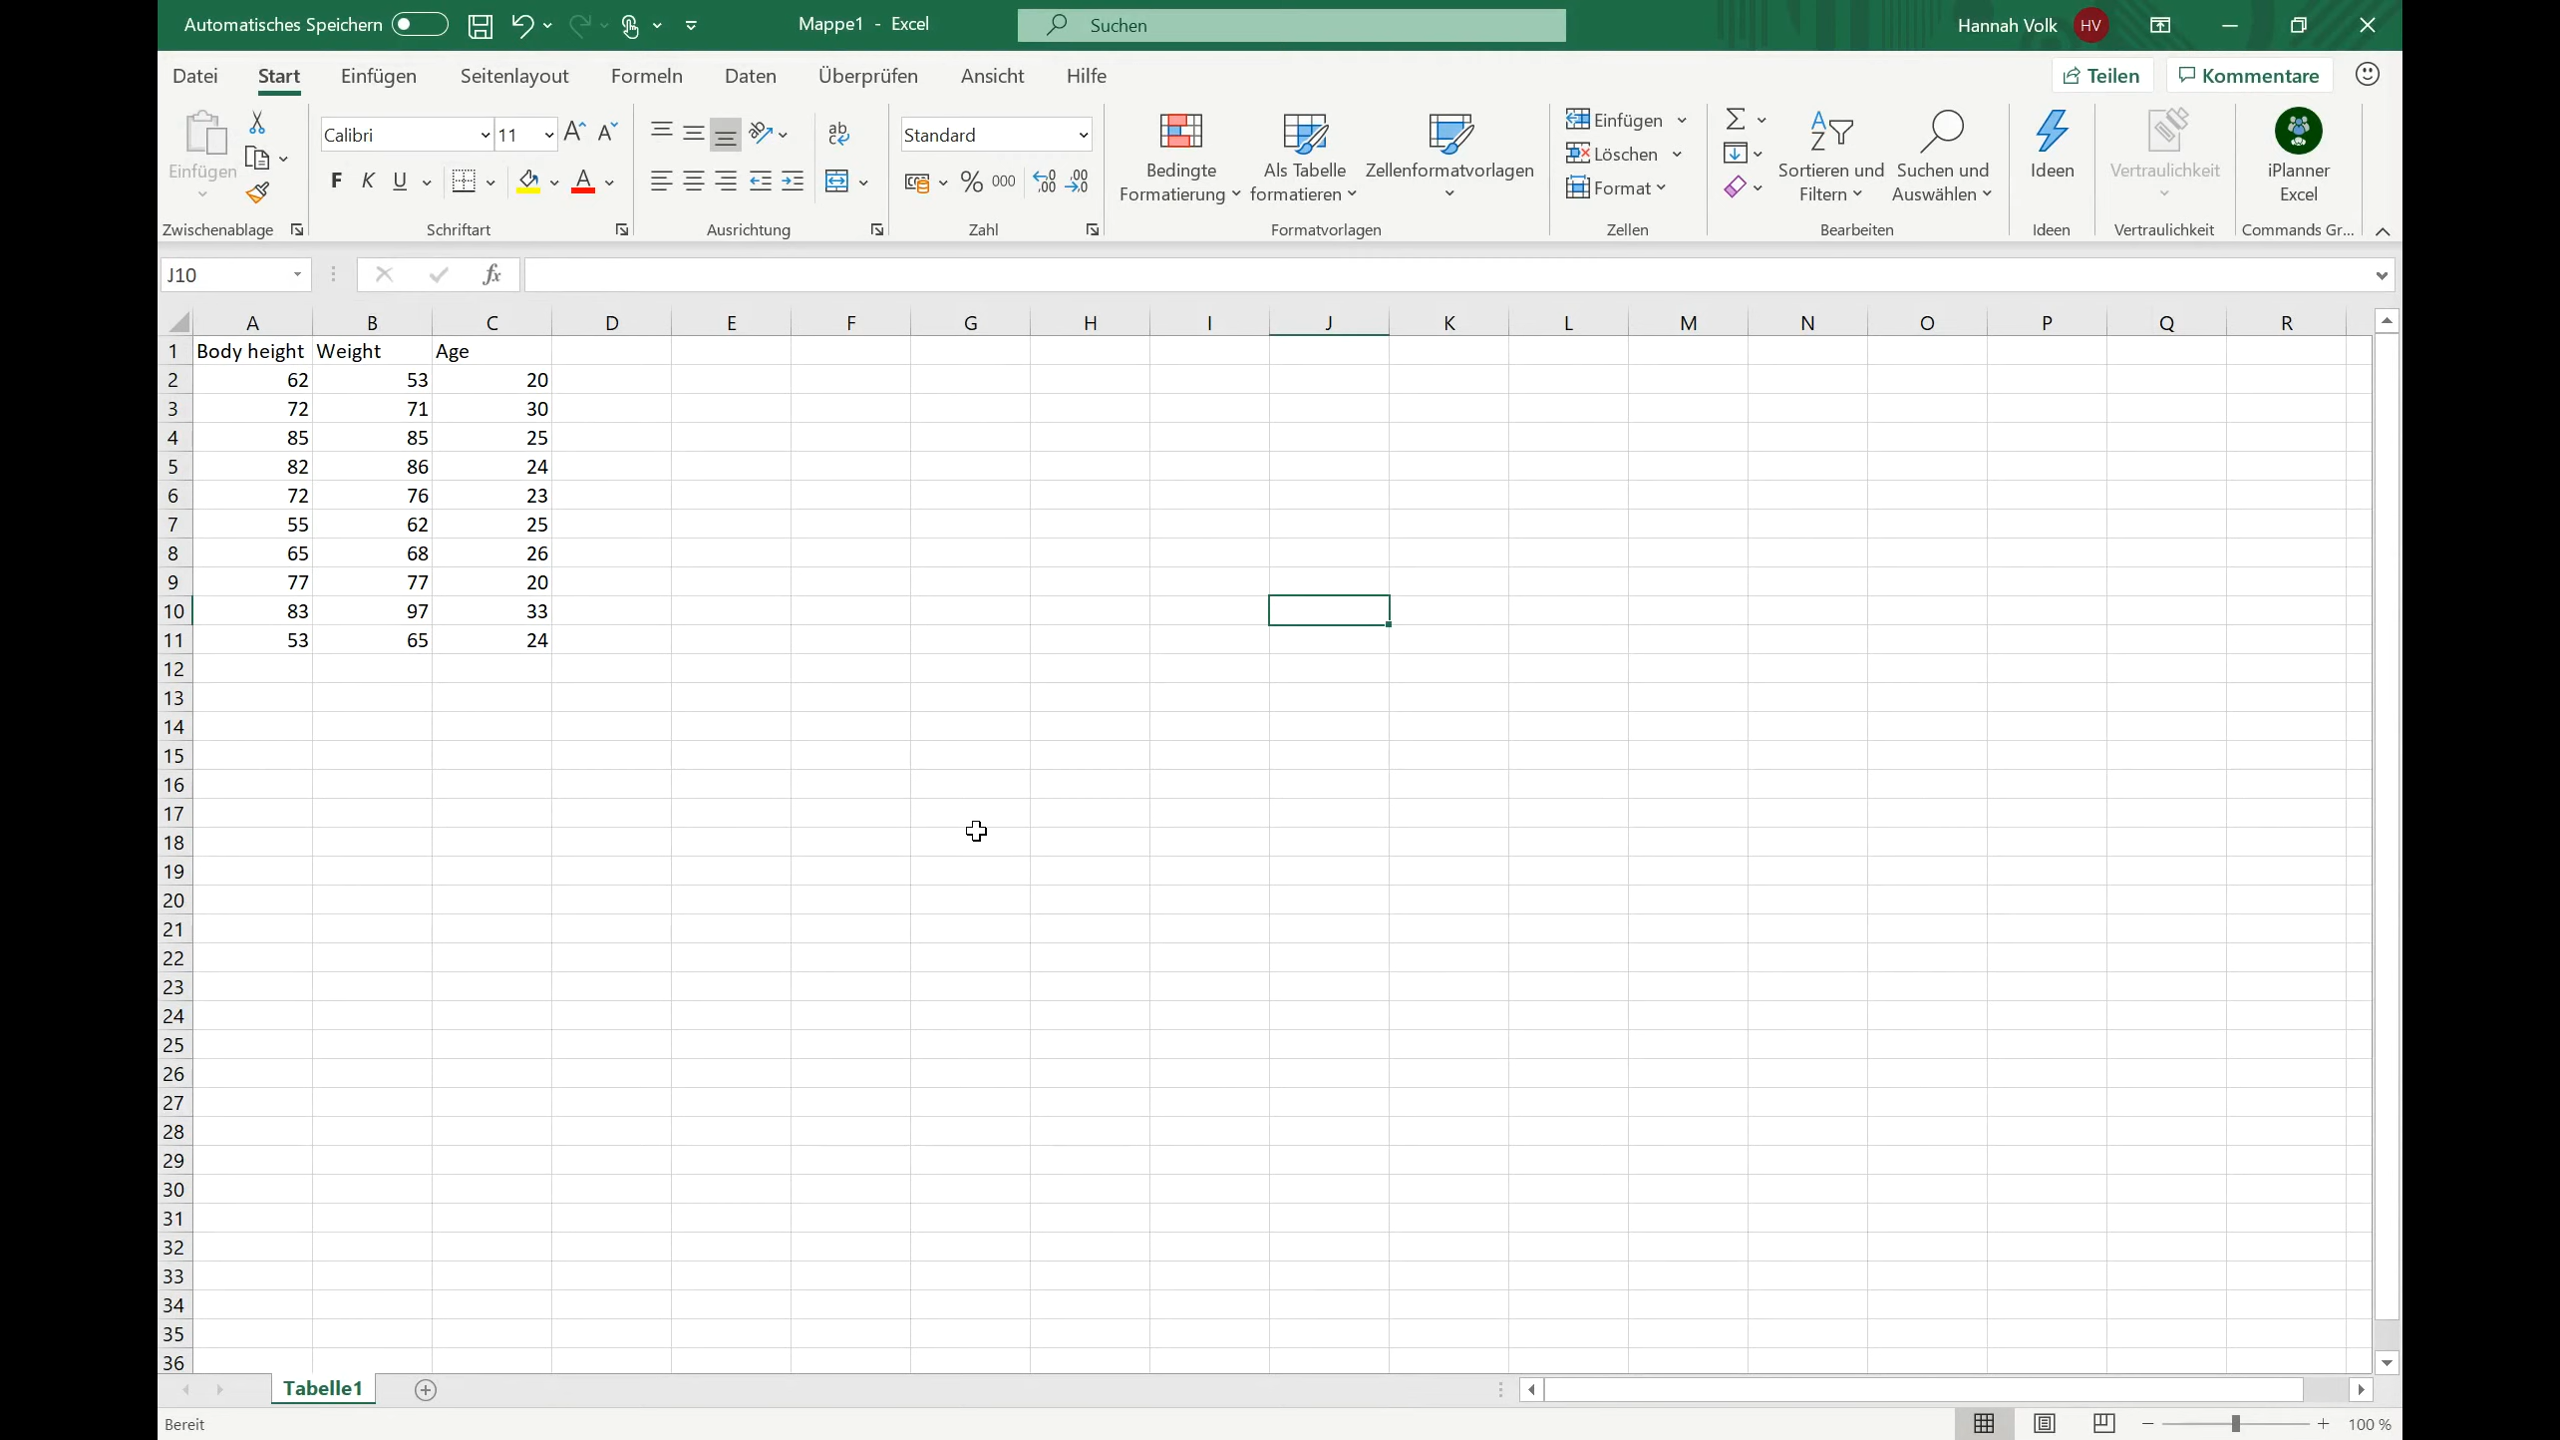 Automatisches Speichern
Mappe1 - Excel
Suchen
Hannah Volk HV
Datei Start Einfügen Seitenlayout Formeln Daten Überprüfen Ansicht Hilfe
Teilen Kommentare
Einfügen
Zwischenablage
Calibri 11
F K U
Schriftart
Ausrichtung
Standard
% 000
Zahl
Bedingte Formatierung
Als Tabelle formatieren
Zellenformatvorlagen
Formatvorlagen
Einfügen
Löschen
Format
Zellen
Sortieren und Filtern
Suchen und Auswählen
Bearbeiten
Ideen
Ideen
Vertraulichkeit
Vertraulichkeit
iPlanner Excel
Commands Gr...
J10 fx
A B C D E F G H I J K L M N O P Q R
1 Body height Weight Age
2 62 53 20
3 72 71 30
4 85 85 25
5 82 86 24
6 72 76 23
7 55 62 25
8 65 68 26
9 77 77 20
10 83 97 33
11 53 65 24
12
13
14
15
16
17
18
19
20
21
22
23
24
25
26
27
28
29
30
31
32
33
34
35
36
Tabelle1
Bereit
100 %